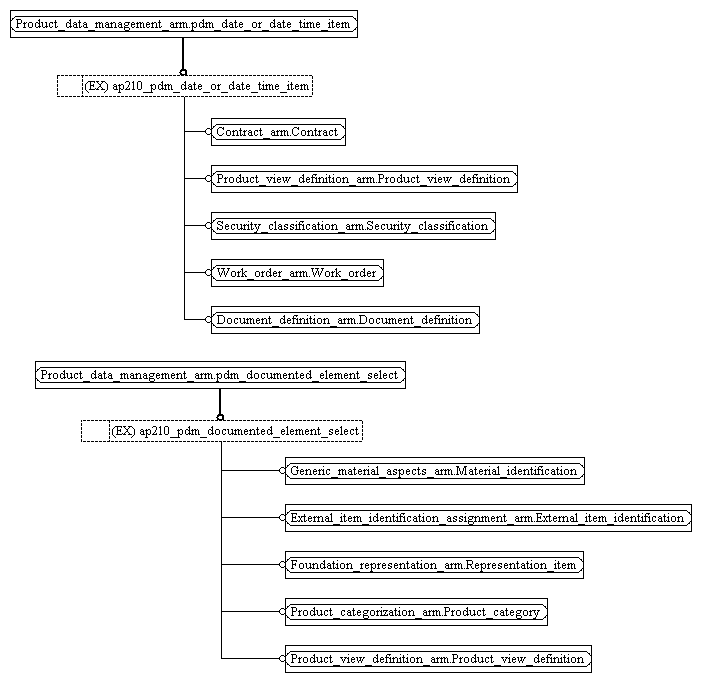 Product_data_management_arm.pdm_date_or_date_time_item
(EX) ap210_pdm_date_or_date_time_item
Contract_arm.Contract
Product_view_definition_arm.Product_view_definition
Security_classification_arm.Security_classification
Work_order_arm.Work_order
Document_definition_arm.Document_definition
Product_data_management_arm.pdm_documented_element_select
(EX) ap210_pdm_documented_element_select
Generic_material_aspects_arm.Material_identification
External_item_identification_assignment_arm.External_item_identification
Foundation_representation_arm.Representation_item
Product_categorization_arm.Product_category
Product_view_definition_arm.Product_view_definition